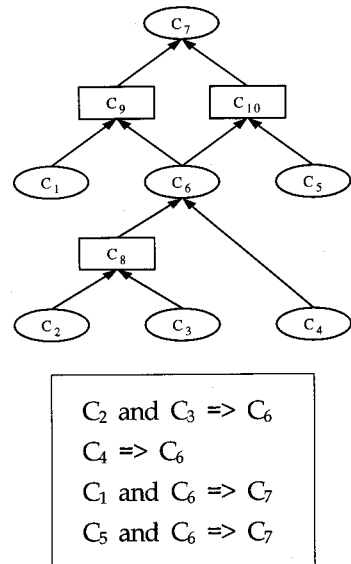 C₇
C₉ C₁₀
C₁ C₆ C₅
C₈
C₂ C₃ C₄
C₂ and C₃ => C₆
C₄ => C₆
C₁ and C₆ => C₇
C₅ and C₆ => C₇